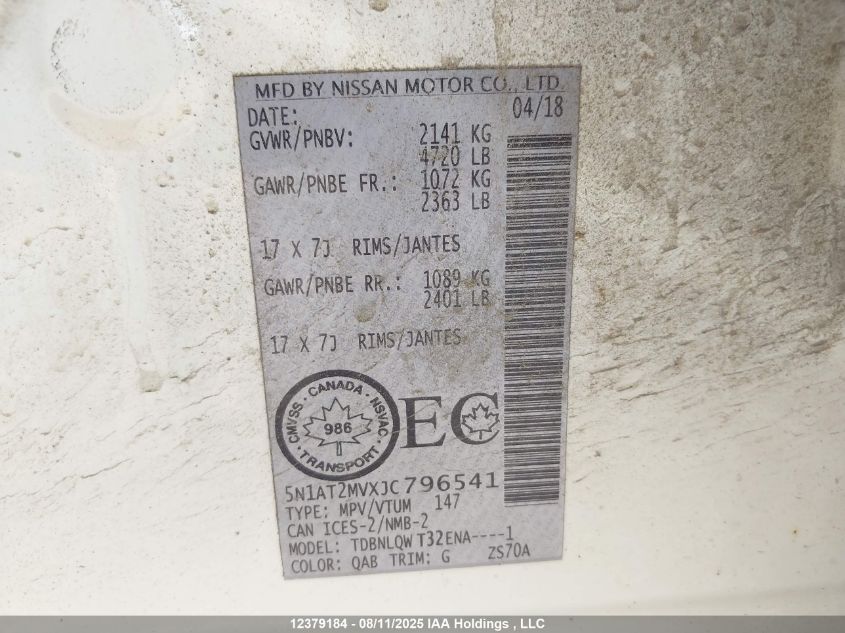 MFD BY NISSAN MOTOR CO., LTD.
DATE: 04/18
GVWR/PNBV: 2141 KG
4720 LB
GAWR/PNBE FR.: 1072 KG
2363 LB
17 X 7J RIMS/JANTES
GAWR/PNBE RR.: 1089 KG
2401 LB
17 X 7J RIMS/JANTES
CMVSS · CANADA · NSVAC
986
TRANSPORT
EC
5N1AT2MVXJC796541
TYPE: MPV/VTUM 147
CAN ICES-2/NMB-2
MODEL: TDBNLQW T32ENA----1
COLOR: QAB TRIM: G ZS70A
12379184 - 08/11/2025 IAA Holdings , LLC